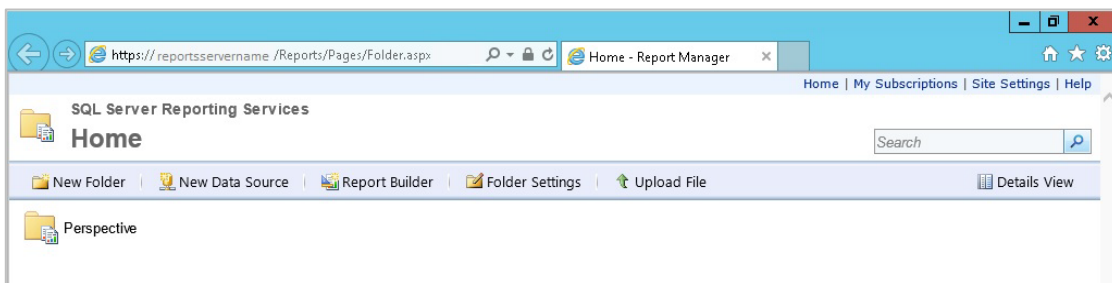 https://reportsservername /Reports/Pages/Folder.aspx
Home - Report Manager
Home | My Subscriptions | Site Settings | Help
SQL Server Reporting Services
Home
Search
New Folder | New Data Source | Report Builder | Folder Settings | Upload File
Details View
Perspective